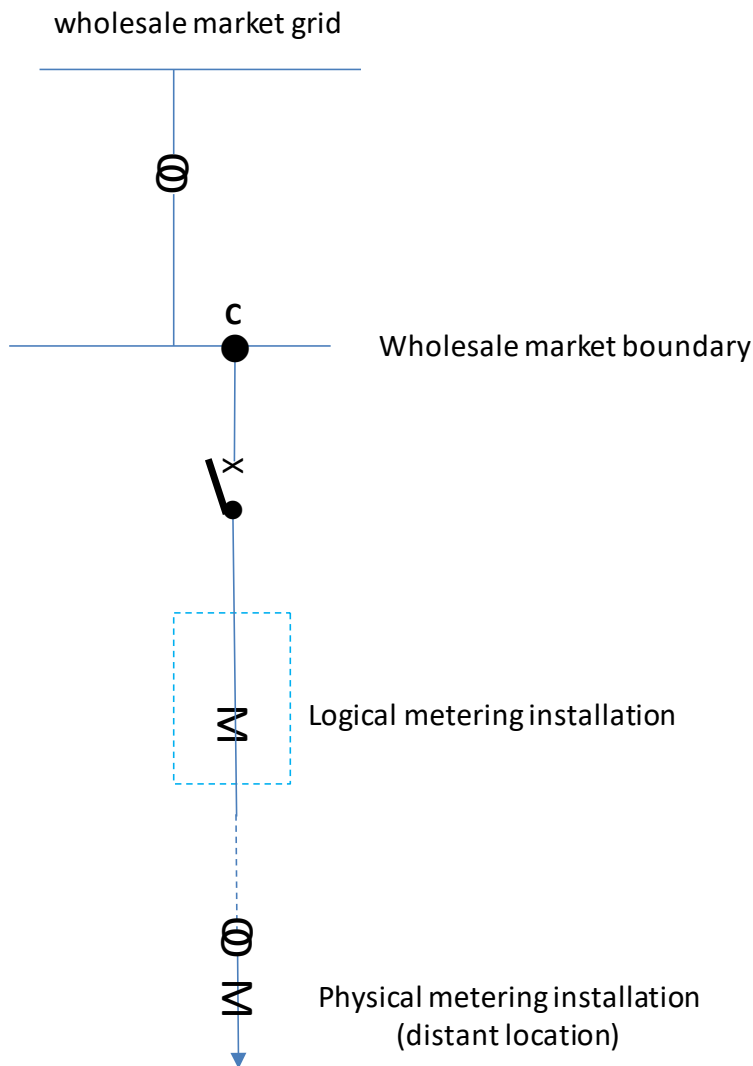 wholesale market grid
C
Wholesale market boundary
X
M
Logical metering installation
M
Physical metering installation
(distant location)